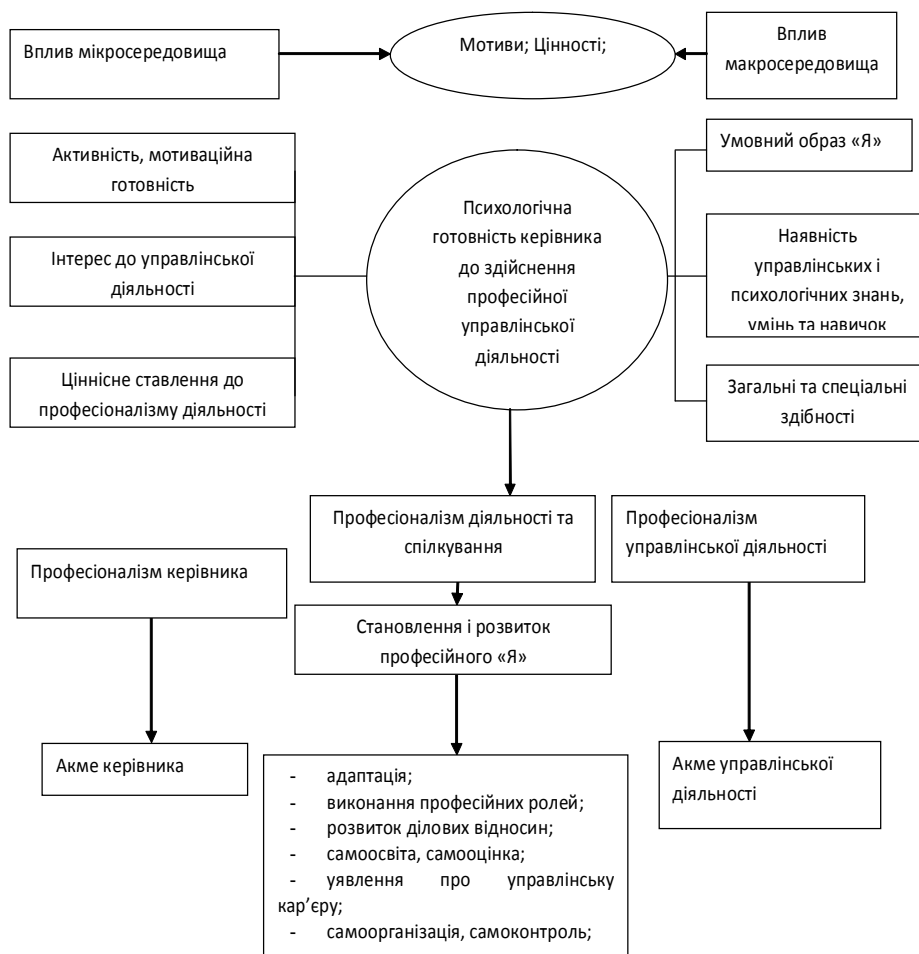 Вплив мікросередовища
Мотиви; Цінності;
Вплив
макросередовища
Активність, мотиваційна
готовність
Інтерес до управлінської
діяльності
Ціннісне ставлення до
професіоналізму діяльності
Психологічна
готовність керівника
до здійснення
професійної
управлінської
діяльності
Умовний образ «Я»
Наявність
управлінських і
психологічних знань,
умінь та навичок
Загальні та спеціальні
здібності
Професіоналізм керівника
Професіоналізм діяльності та
спілкування
Професіоналізм
управлінської діяльності
Становлення і розвиток
професійного «Я»
Акме керівника
- адаптація;
- виконання професійних ролей;
- розвиток ділових відносин;
- самоосвіта, самооцінка;
- уявлення про управлінську
кар’єру;
- самоорганізація, самоконтроль;
Акме управлінської
діяльності